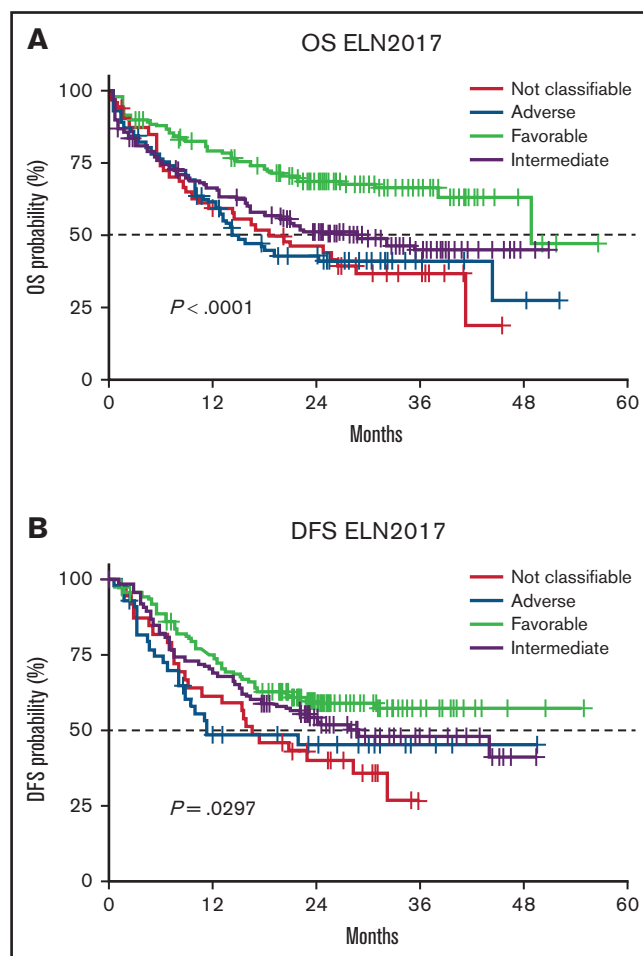 A
OS ELN2017
100
75
50
25
0
OS probability (%)
Not classifiable
Adverse
Favorable
Intermediate
P < .0001
0 12 24 36 48 60
Months
B
DFS ELN2017
100
75
50
25
0
DFS probability (%)
Not classifiable
Adverse
Favorable
Intermediate
P = .0297
0 12 24 36 48 60
Months